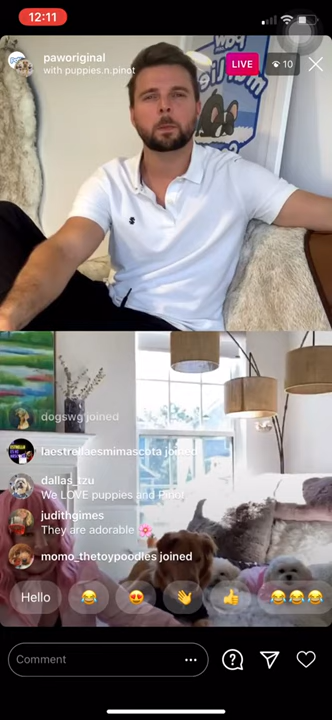 12:11
paworiginal
with puppies.n.pinot
LIVE
10
dogswg joined
laestrellaesmimascota joined
dallas_tzu
We LOVE puppies and Pinot
judithgimes
They are adorable 🌸
momo_thetoypoodles joined
Hello 😂 😍 👋 👍 😂😂😂
Comment